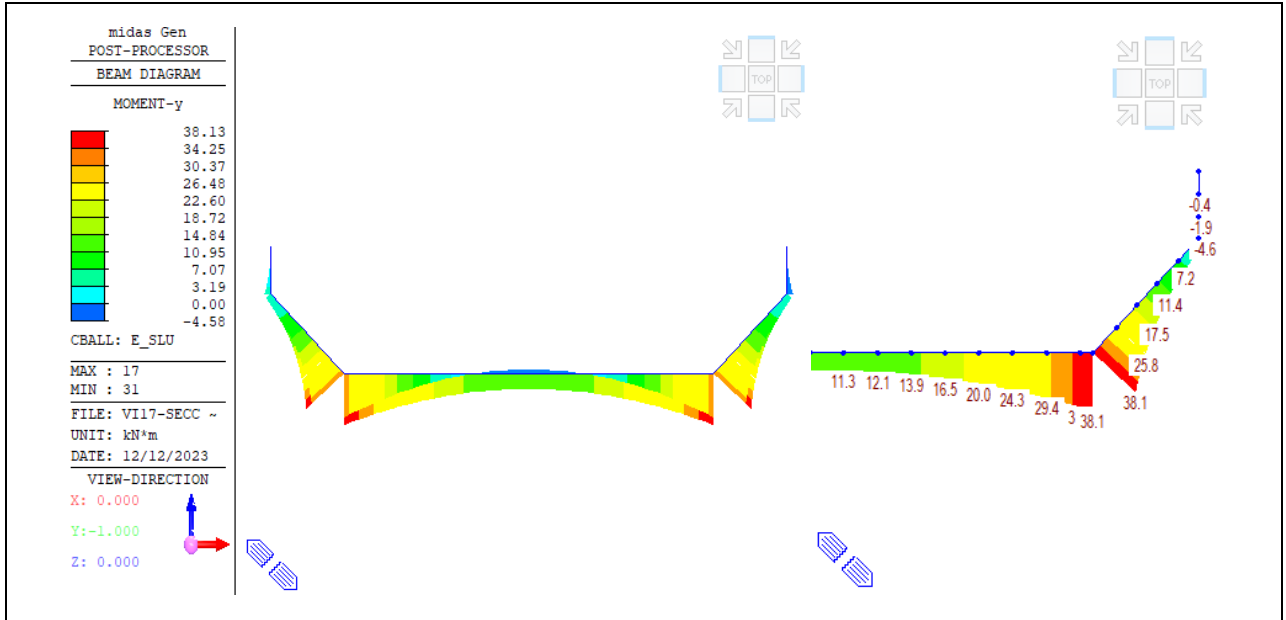 midas Gen
POST-PROCESSOR
BEAM DIAGRAM
MOMENT-y
38.13
34.25
30.37
26.48
22.60
18.72
14.84
10.95
7.07
3.19
0.00
-4.58
CBALL: E_SLU
MAX : 17
MIN : 31
FILE: VI17-SECC ~
UNIT: kN*m
DATE: 12/12/2023
VIEW-DIRECTION
X: 0.000
Y:-1.000
Z: 0.000
TOP
TOP
-0.4
-1.9
-4.6
7.2
11.4
17.5
25.8
38.1
11.3 12.1 13.9 16.5 20.0 24.3 29.4 3 38.1